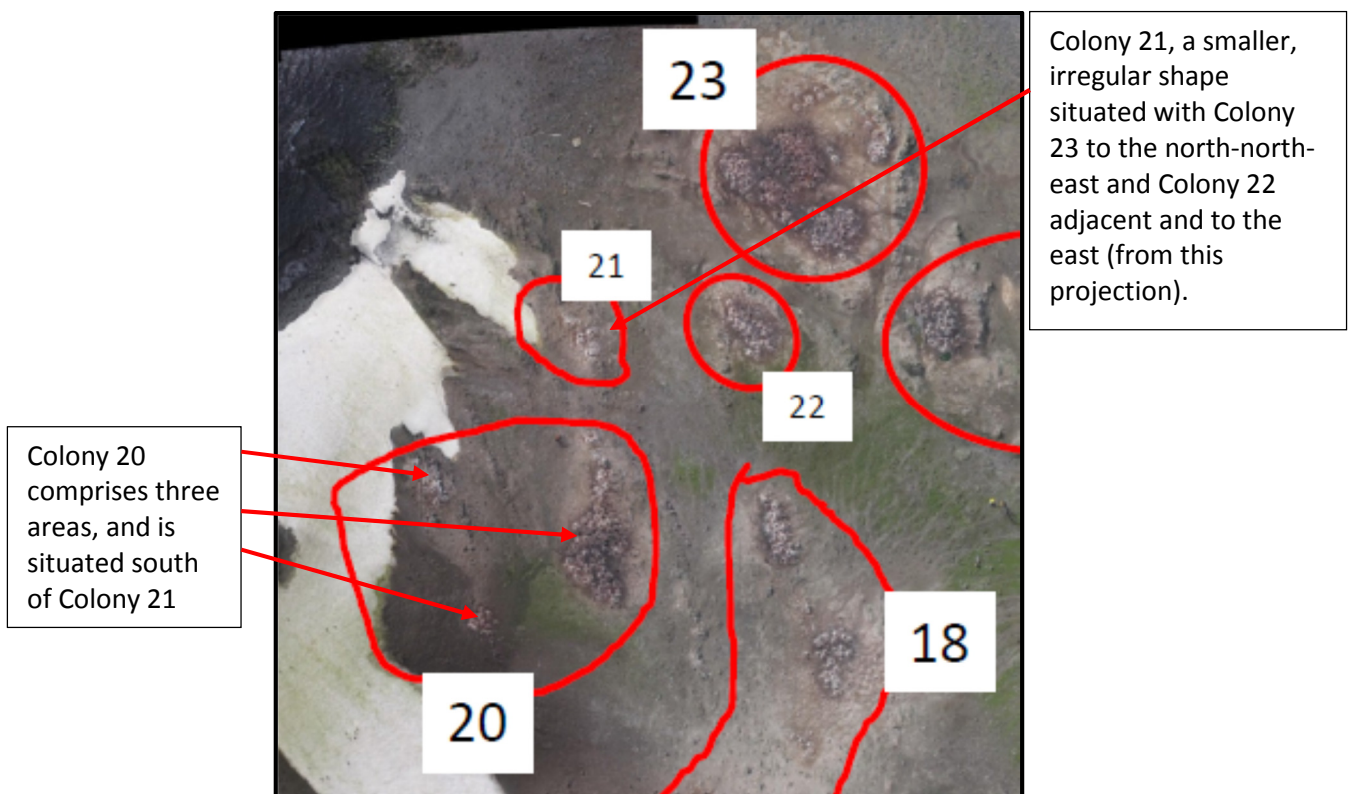 Colony 21, a smaller,
irregular shape
situated with Colony
23 to the north-north-
east and Colony 22
adjacent and to the
east (from this
projection).
23
21
22
Colony 20
comprises three
areas, and is
situated south
of Colony 21
18
20